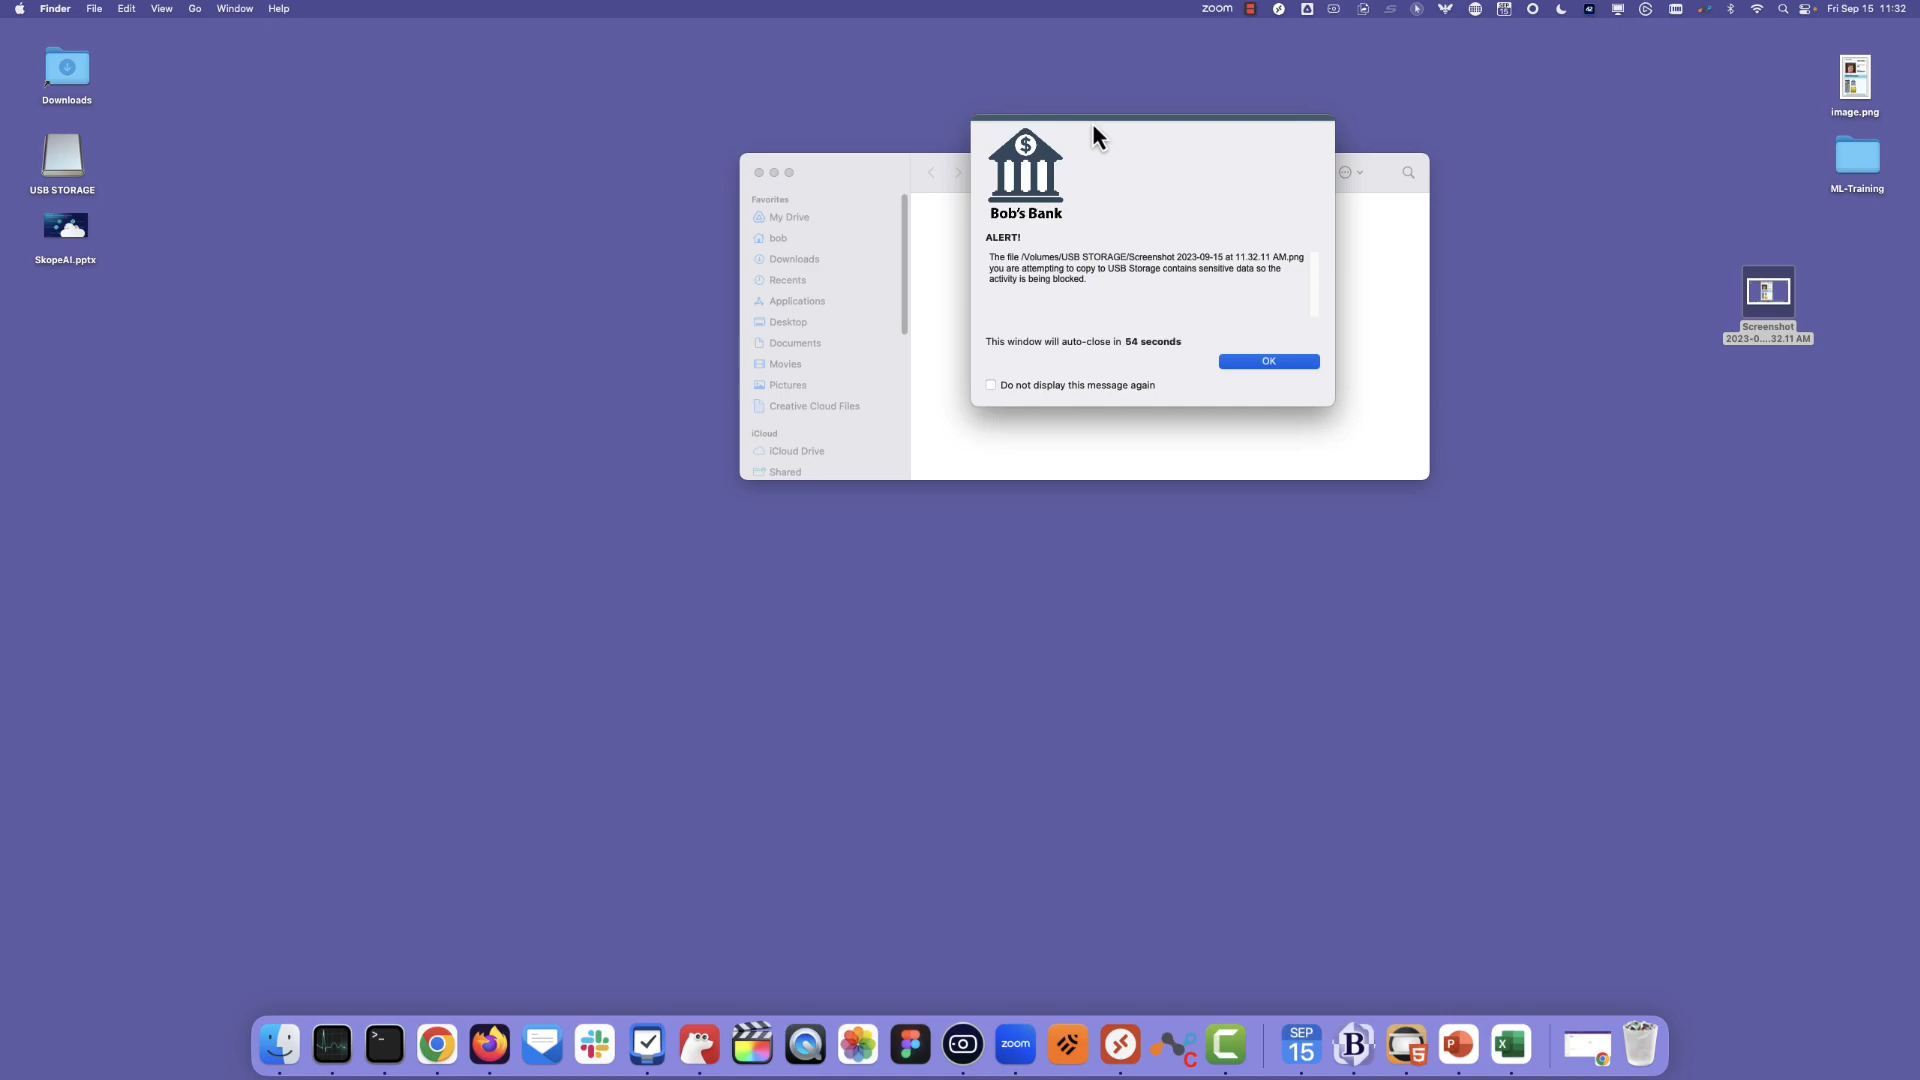 Finder File Edit View Go Window Help
zoom
SEP
15
42
Fri Sep 15 11:32
Downloads
USB STORAGE
SkopeAI.pptx
image.png
ML-Training
Screenshot
2023-0....32.11 AM
Favorites
My Drive
bob
Downloads
Recents
Applications
Desktop
Documents
Movies
Pictures
Creative Cloud Files
iCloud
iCloud Drive
Shared
$
Bob's Bank
ALERT!
The file /Volumes/USB STORAGE/Screenshot 2023-09-15 at 11.32.11 AM.png
you are attempting to copy to USB Storage contains sensitive data so the
activity is being blocked.
This window will auto-close in 54 seconds
OK
Do not display this message again
>_
zoom
C
C
SEP
15
B
5
P
X